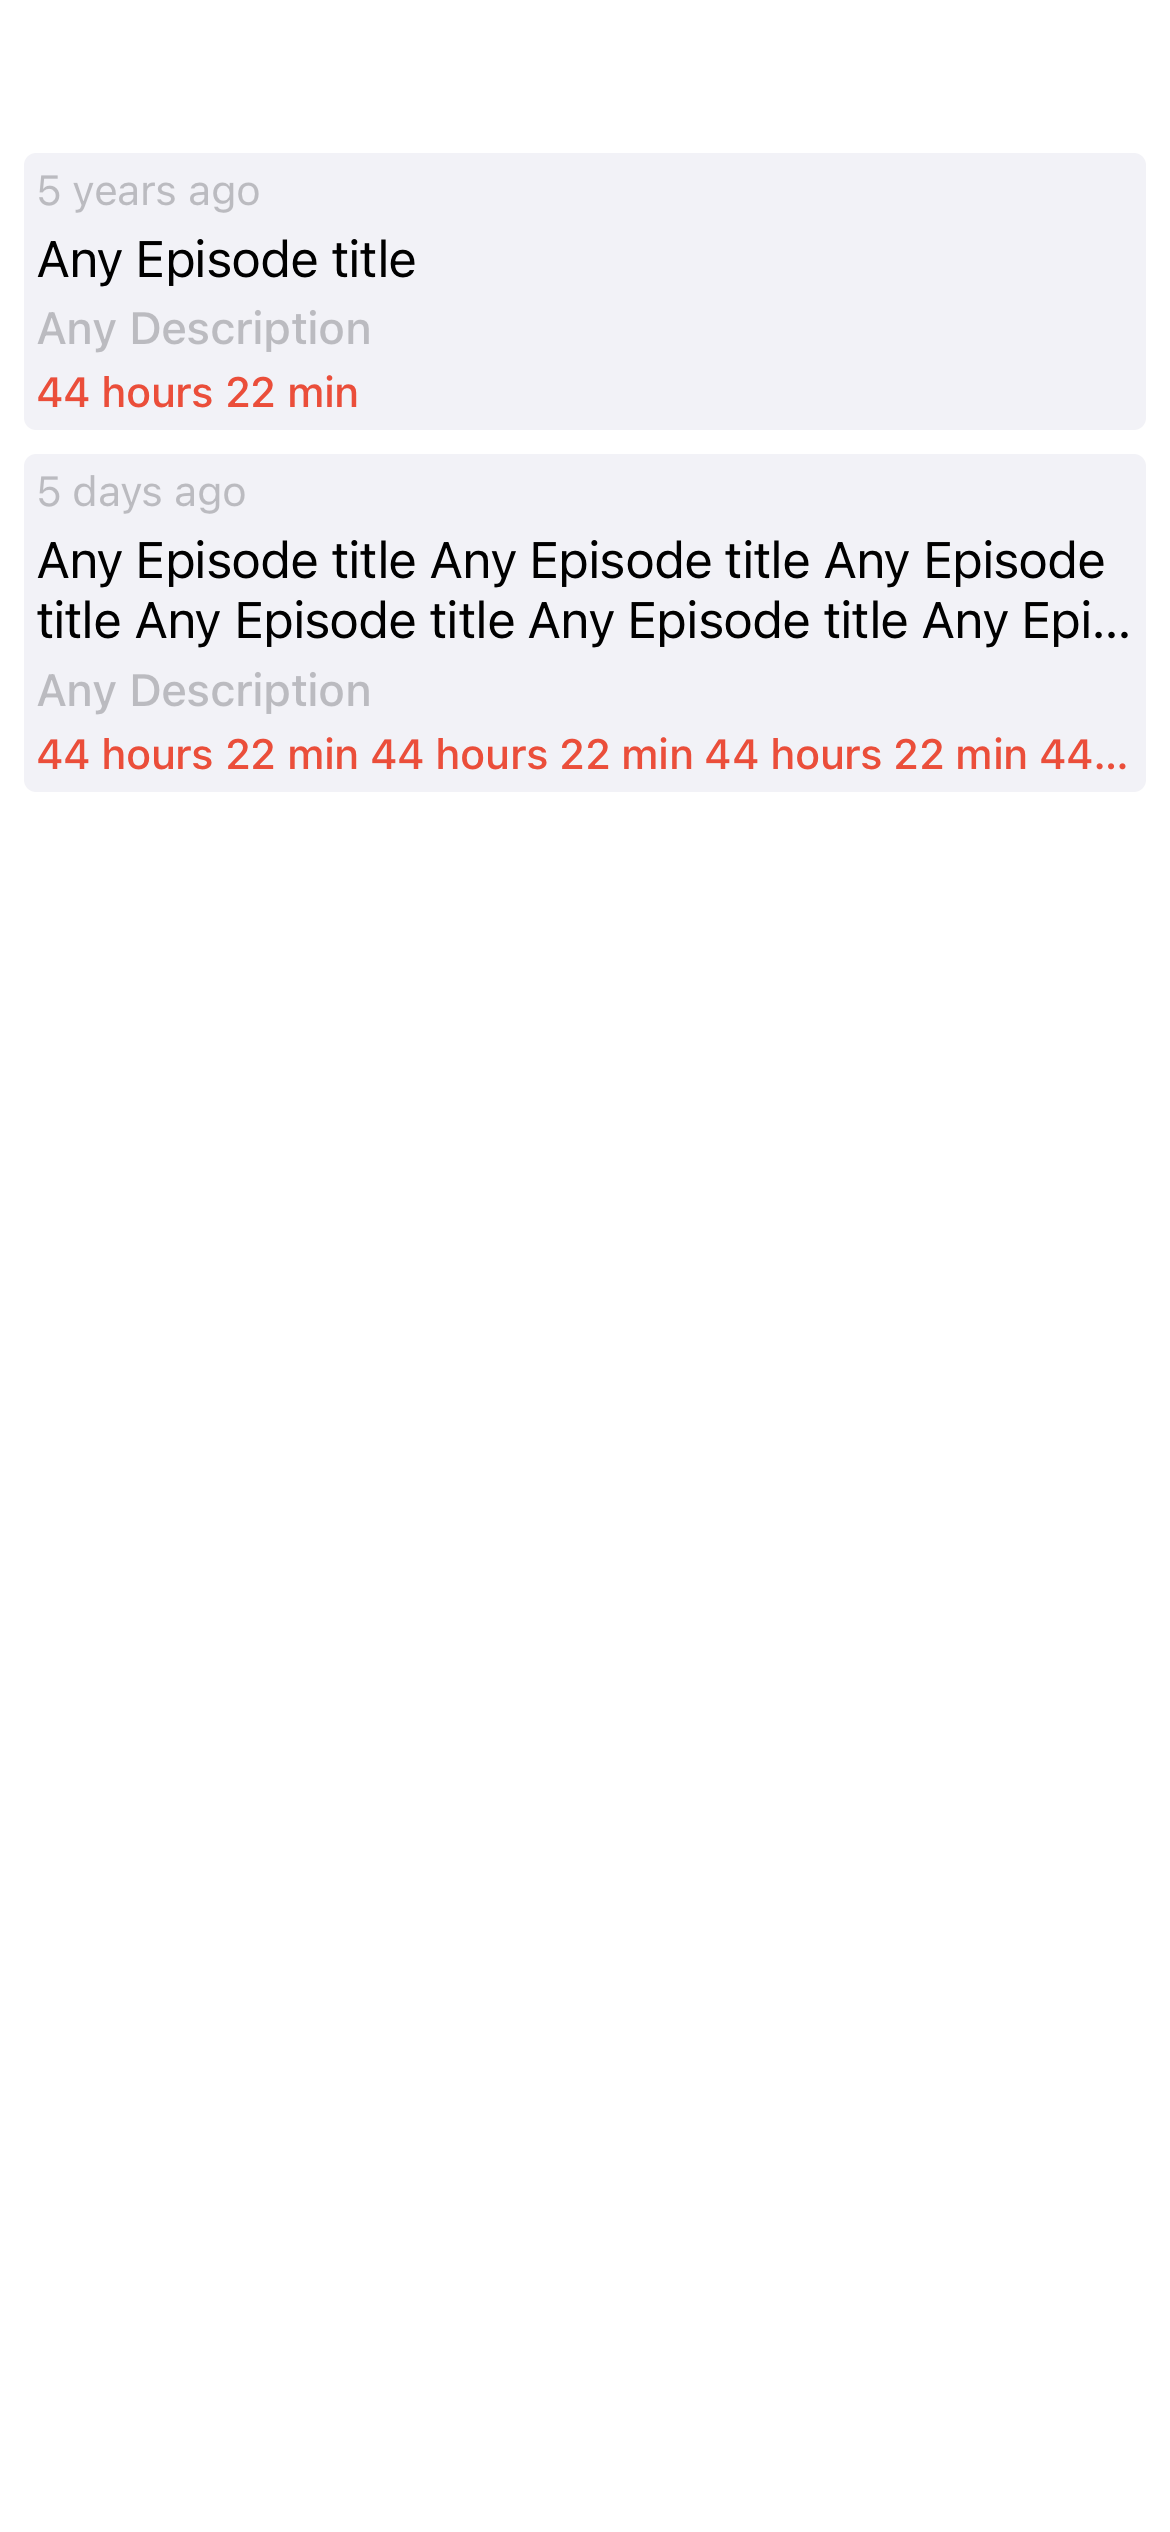 5 years ago
Any Episode title
Any Description
44 hours 22 min
5 days ago
Any Episode title Any Episode title Any Episode
title Any Episode title Any Episode title Any Epi...
Any Description
44 hours 22 min 44 hours 22 min 44 hours 22 min 44...